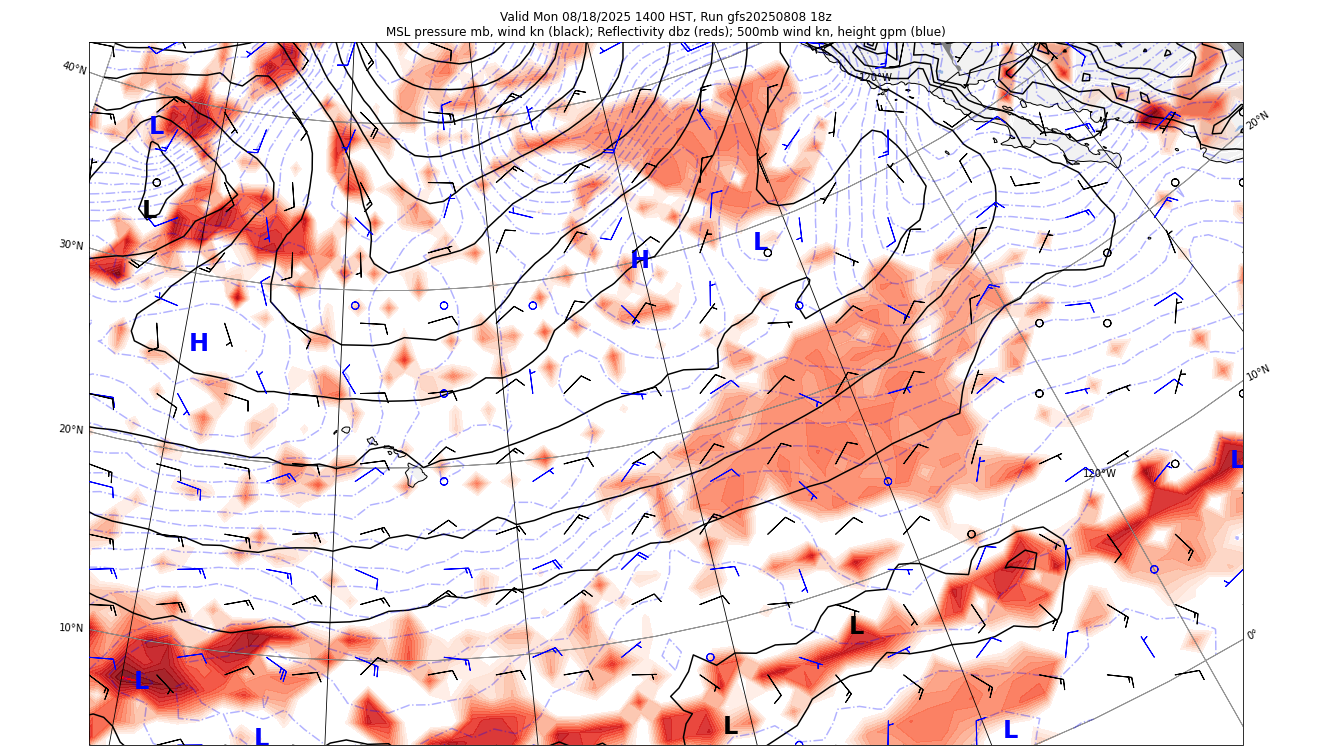 Valid Mon 08/18/2025 1400 HST, Run gfs20250808 18z
MSL pressure mb, wind kn (black); Reflectivity dbz (reds); 500mb wind kn, height gpm (blue)
40°N
120°W
20°N
L
L
30°N
L
H
H
10°N
20°N
120°W
L
10°N
L
0°
L
L
L
L